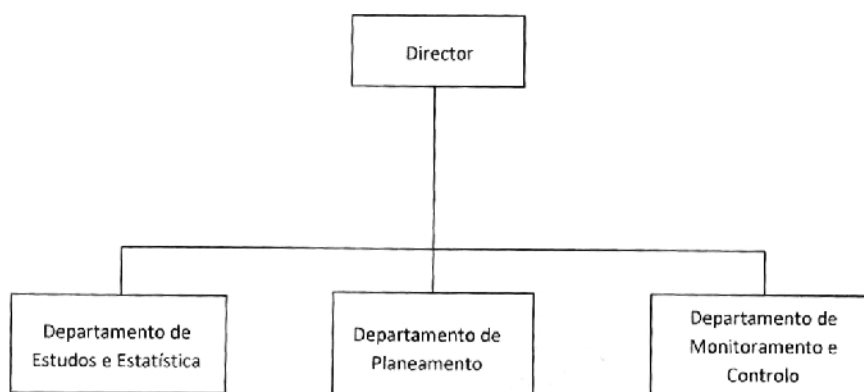 Director
Departamento de
Estudos e Estatística
Departamento de
Planeamento
Departamento de
Monitoramento e
Controlo